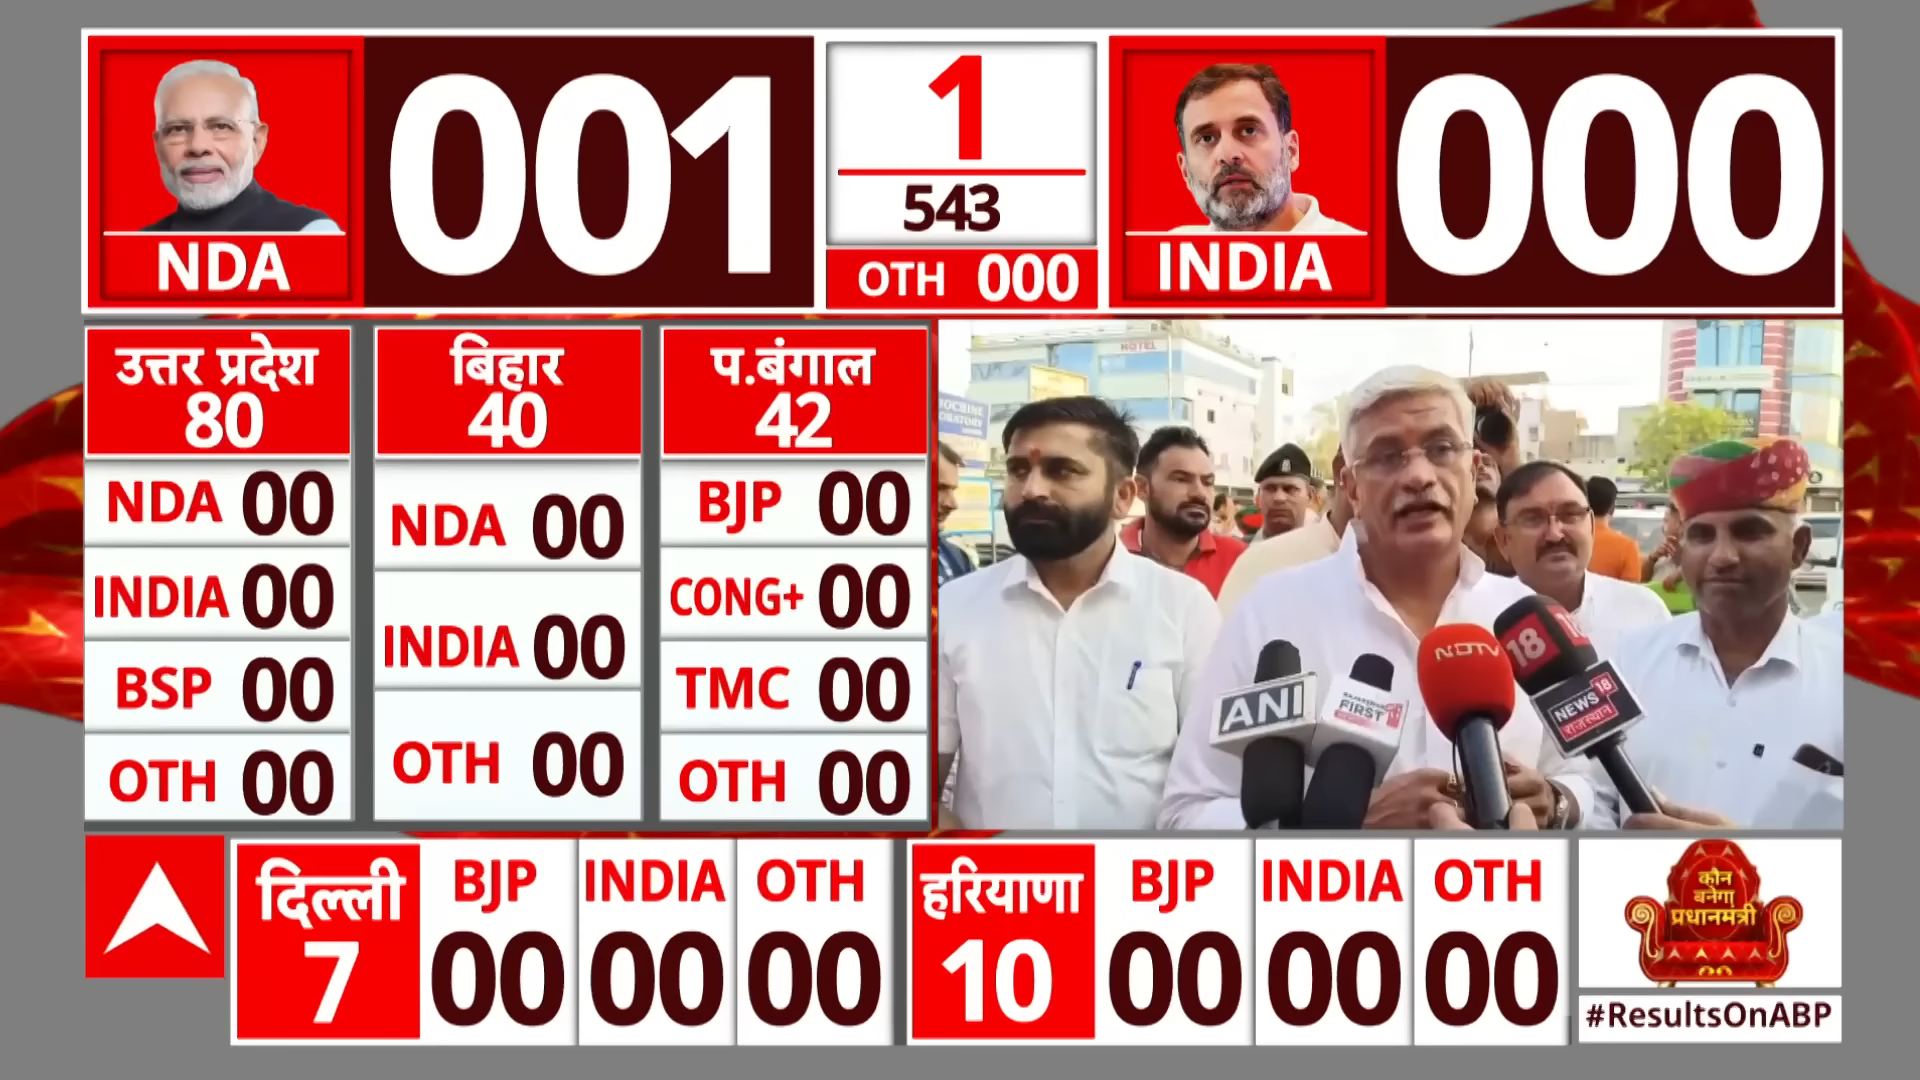 001
1
543
OTH 000
000
NDA
INDIA
उत्तर प्रदेश
80
NDA 00
INDIA 00
BSP 00
OTH 00
बिहार
40
NDA 00
INDIA 00
OTH 00
प.बंगाल
42
BJP 00
CONG+ 00
TMC 00
OTH 00
HOTEL
ANI
FIRST
NDTV
18
NEWS 18
राजस्थान
दिल्ली
7
BJP
00
INDIA
00
OTH
00
हरियाणा
10
BJP
00
INDIA
00
OTH
00
कौन
बनेगा
प्रधानमंत्री
#ResultsOnABP